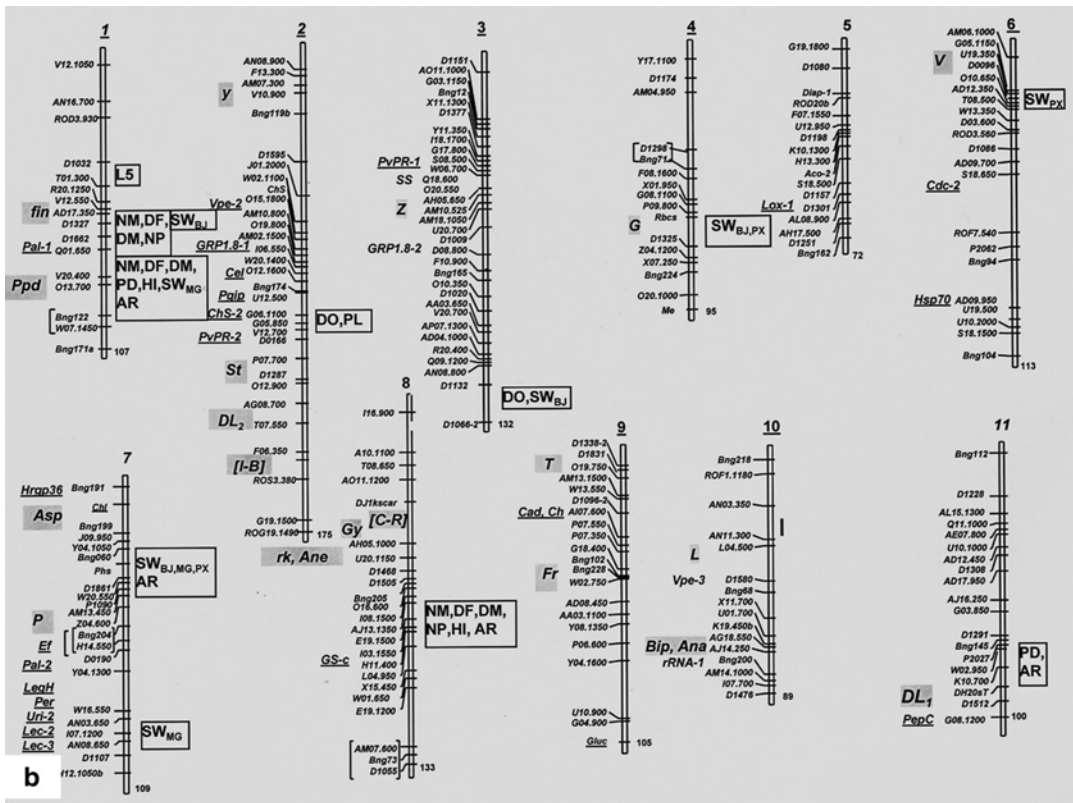 1
V12.1050
AN16.700
ROD3.930
D1032
T01.300
L5
R20.1250
V12.550
fin
AD17.350
NM, DF, SW BJ
D1327
DM, NP
D1662
Pal-1
Q01.650
NM, DF, DM,
PD, HI, SW MG
AR
V20.400
Ppd
O13.700
Bng122
W07.1450
Bng171a
107
2
AN08.900
F13.300
AM07.300
y
V10.900
Bng119b
D1595
J01.2000
W02.1100
ChS
Vpe-2
O15.1800
AM10.800
O19.800
AM02.1500
GRP1.8-1
I06.550
W20.1400
Cel
O12.1600
Bng174
Pgip
U12.500
ChS-2
G06.1100
G05.850
DO, PL
V12.700
PvPR-2
D0166
P07.700
St
D1287
O12.900
AG08.700
DL2
T07.550
F06.350
[I-B]
ROS3.380
G19.1500
ROG19.1490
175
rk, Ane
3
D1151
AO11.1000
G03.1150
Bng12
X11.1300
D1377
Y11.350
I18.1700
G17.800
PvPR-1
S08.500
W06.700
SS
Q18.600
O20.550
AH05.650
Z
AM10.525
AM18.1050
U20.700
D1009
GRP1.8-2
D08.800
F10.900
Bng165
O10.350
D1020
AA03.650
V20.700
AP07.1300
AD04.1000
R20.400
Q09.1200
AN08.800
D1132
DO, SW BJ
D1066-2
132
4
Y17.1100
D1174
AM04.950
D1298
Bng71
F08.1600
X01.950
G08.1100
P09.800
Rbcs
G
SW BJ, PX
D1325
Z04.1200
X07.250
Bng224
O20.1000
Me
95
5
G19.1800
D1080
Diap-1
ROD20b
F07.1550
U12.950
D1198
K10.1300
H13.300
Aco-2
S18.500
D1157
Lox-1
D1301
AL08.900
AH17.500
D1251
Bng162
72
6
AM06.1000
G05.1150
U19.350
V
D0096
O10.650
AD12.350
T08.500
SW PX
W13.350
D03.600
ROD3.560
D1086
AD09.700
S18.650
Cdc-2
ROF7.540
P2062
Bng94
Hsp70
AD09.950
U19.500
U10.2000
S18.1500
Bng104
113
7
Hrgp36
Bng191
Chl
Asp
Bng199
J09.950
Y04.1050
Bng060
SW BJ, MG, PX
AR
Phs
D1861
W20.550
P1090
AM13.450
P
Z04.600
Bng204
Ef
H14.550
D0190
Pal-2
Y04.1300
LegH
Per
W16.550
Uri-2
AN03.650
Lec-2
I07.1200
SW MG
Lec-3
AN08.650
D1107
H12.1050b
109
8
I16.900
A10.1100
T08.650
AO11.1200
DJ1kscar
[C-R]
Gy
AH05.1000
U20.1150
D1468
D1505
Bng205
O16.600
NM, DF, DM,
NP, HI, AR
I08.1500
AJ13.1350
E19.1500
I03.1550
GS-c
H11.400
L04.950
X15.450
W01.650
E19.1200
AM07.600
Bng73
D1055
133
9
D1338-2
D1831
T
O19.750
AM13.1500
W13.550
D1096-2
Cad, Ch
AI07.600
P07.550
P07.350
G18.400
Bng102
Fr
Bng228
W02.750
AD08.450
AA03.1100
Y08.1350
P06.600
Y04.1600
U10.900
G04.900
Gluc
105
10
Bng218
ROF1.1180
AN03.350
AN11.300
L
L04.500
Vpe-3
D1580
Bng68
X11.700
U01.700
K19.450b
AG18.550
Bip, Ana
AJ14.250
rRNA-1
Bng200
AM14.1000
I07.700
D1476
89
11
Bng112
D1228
AL15.1300
Q11.1000
AE07.800
U10.1000
AD12.450
D1308
AD17.950
AJ16.250
G03.850
D1291
Bng145
P2027
PD,
AR
W02.950
K10.700
DL1
DH20sT
D1512
PepC
G08.1200
100
b